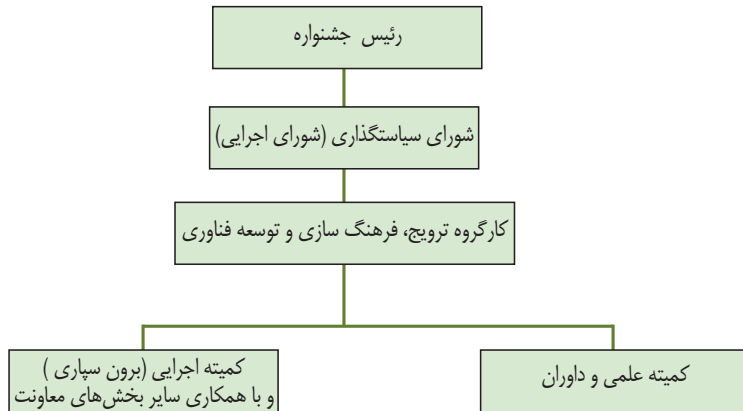 رئیس جشنواره
شورای سیاستگذاری (شورای اجرایی)
کارگروه ترویج، فرهنگ سازی و توسعه فناوری
کمیته علمی و داوران
کمیته اجرایی (برون سپاری )
و با همکاری سایر بخش‌های معاونت